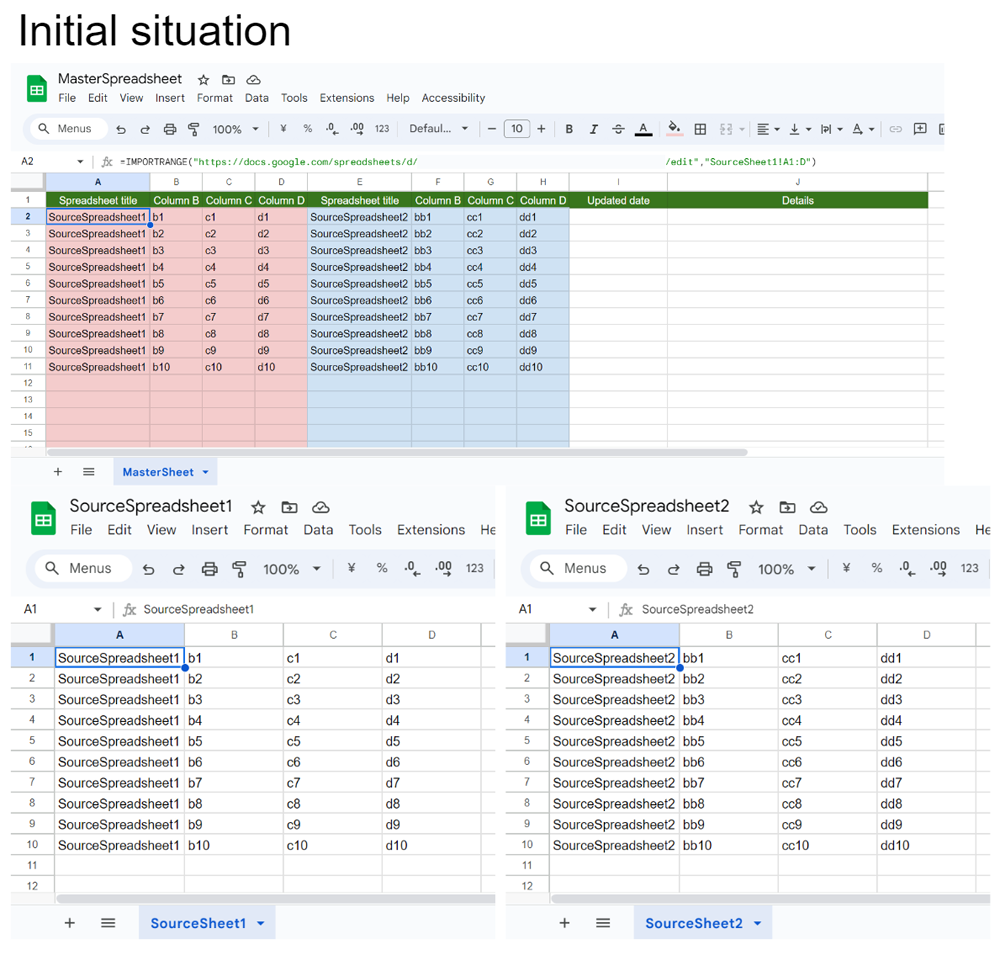 Initial situation
MasterSpreadsheet
File Edit View Insert Format Data Tools Extensions Help Accessibility
Menus 100% ¥ % .0 .00 123 Defaul... 10 B I A
A2 fx =IMPORTRANGE("https://docs.google.com/spreadsheets/d/ /edit","SourceSheet1!A1:D")
A B C D E F G H I J
1 Spreadsheet title Column B Column C Column D Spreadsheet title Column B Column C Column D Updated date Details
2 SourceSpreadsheet1 b1 c1 d1 SourceSpreadsheet2 bb1 cc1 dd1
3 SourceSpreadsheet1 b2 c2 d2 SourceSpreadsheet2 bb2 cc2 dd2
4 SourceSpreadsheet1 b3 c3 d3 SourceSpreadsheet2 bb3 cc3 dd3
5 SourceSpreadsheet1 b4 c4 d4 SourceSpreadsheet2 bb4 cc4 dd4
6 SourceSpreadsheet1 b5 c5 d5 SourceSpreadsheet2 bb5 cc5 dd5
7 SourceSpreadsheet1 b6 c6 d6 SourceSpreadsheet2 bb6 cc6 dd6
8 SourceSpreadsheet1 b7 c7 d7 SourceSpreadsheet2 bb7 cc7 dd7
9 SourceSpreadsheet1 b8 c8 d8 SourceSpreadsheet2 bb8 cc8 dd8
10 SourceSpreadsheet1 b9 c9 d9 SourceSpreadsheet2 bb9 cc9 dd9
11 SourceSpreadsheet1 b10 c10 d10 SourceSpreadsheet2 bb10 cc10 dd10
12
13
14
15
MasterSheet
SourceSpreadsheet1
File Edit View Insert Format Data Tools Extensions He
Menus 100% ¥ % .0 .00 123
A1 fx SourceSpreadsheet1
A B C D
1 SourceSpreadsheet1 b1 c1 d1
2 SourceSpreadsheet1 b2 c2 d2
3 SourceSpreadsheet1 b3 c3 d3
4 SourceSpreadsheet1 b4 c4 d4
5 SourceSpreadsheet1 b5 c5 d5
6 SourceSpreadsheet1 b6 c6 d6
7 SourceSpreadsheet1 b7 c7 d7
8 SourceSpreadsheet1 b8 c8 d8
9 SourceSpreadsheet1 b9 c9 d9
10 SourceSpreadsheet1 b10 c10 d10
11
12
SourceSheet1
SourceSpreadsheet2
File Edit View Insert Format Data Tools Extensions He
Menus 100% ¥ % .0 .00 123
A1 fx SourceSpreadsheet2
A B C D
1 SourceSpreadsheet2 bb1 cc1 dd1
2 SourceSpreadsheet2 bb2 cc2 dd2
3 SourceSpreadsheet2 bb3 cc3 dd3
4 SourceSpreadsheet2 bb4 cc4 dd4
5 SourceSpreadsheet2 bb5 cc5 dd5
6 SourceSpreadsheet2 bb6 cc6 dd6
7 SourceSpreadsheet2 bb7 cc7 dd7
8 SourceSpreadsheet2 bb8 cc8 dd8
9 SourceSpreadsheet2 bb9 cc9 dd9
10 SourceSpreadsheet2 bb10 cc10 dd10
11
12
SourceSheet2